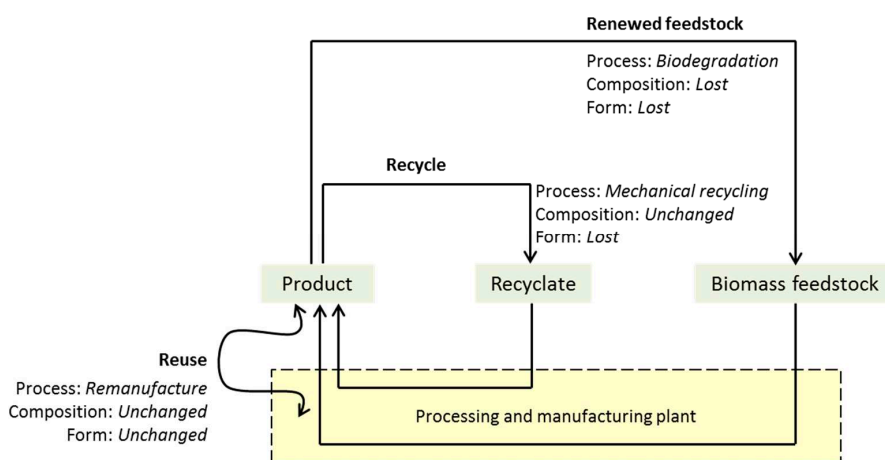 Renewed feedstock
Process: Biodegradation
Composition: Lost
Form: Lost
Recycle
Process: Mechanical recycling
Composition: Unchanged
Form: Lost
Product
Recyclate
Biomass feedstock
Reuse
Process: Remanufacture
Composition: Unchanged
Form: Unchanged
Processing and manufacturing plant